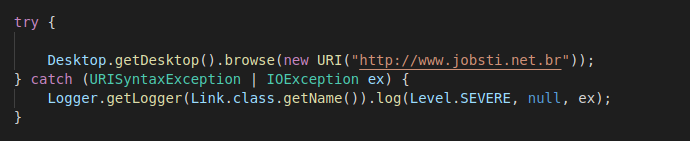 try {
Desktop.getDesktop().browse(new URI("http://www.jobsti.net.br"));
} catch (URISyntaxException | IOException ex) {
Logger.getLogger(Link.class.getName()).log(Level.SEVERE, null, ex);
}